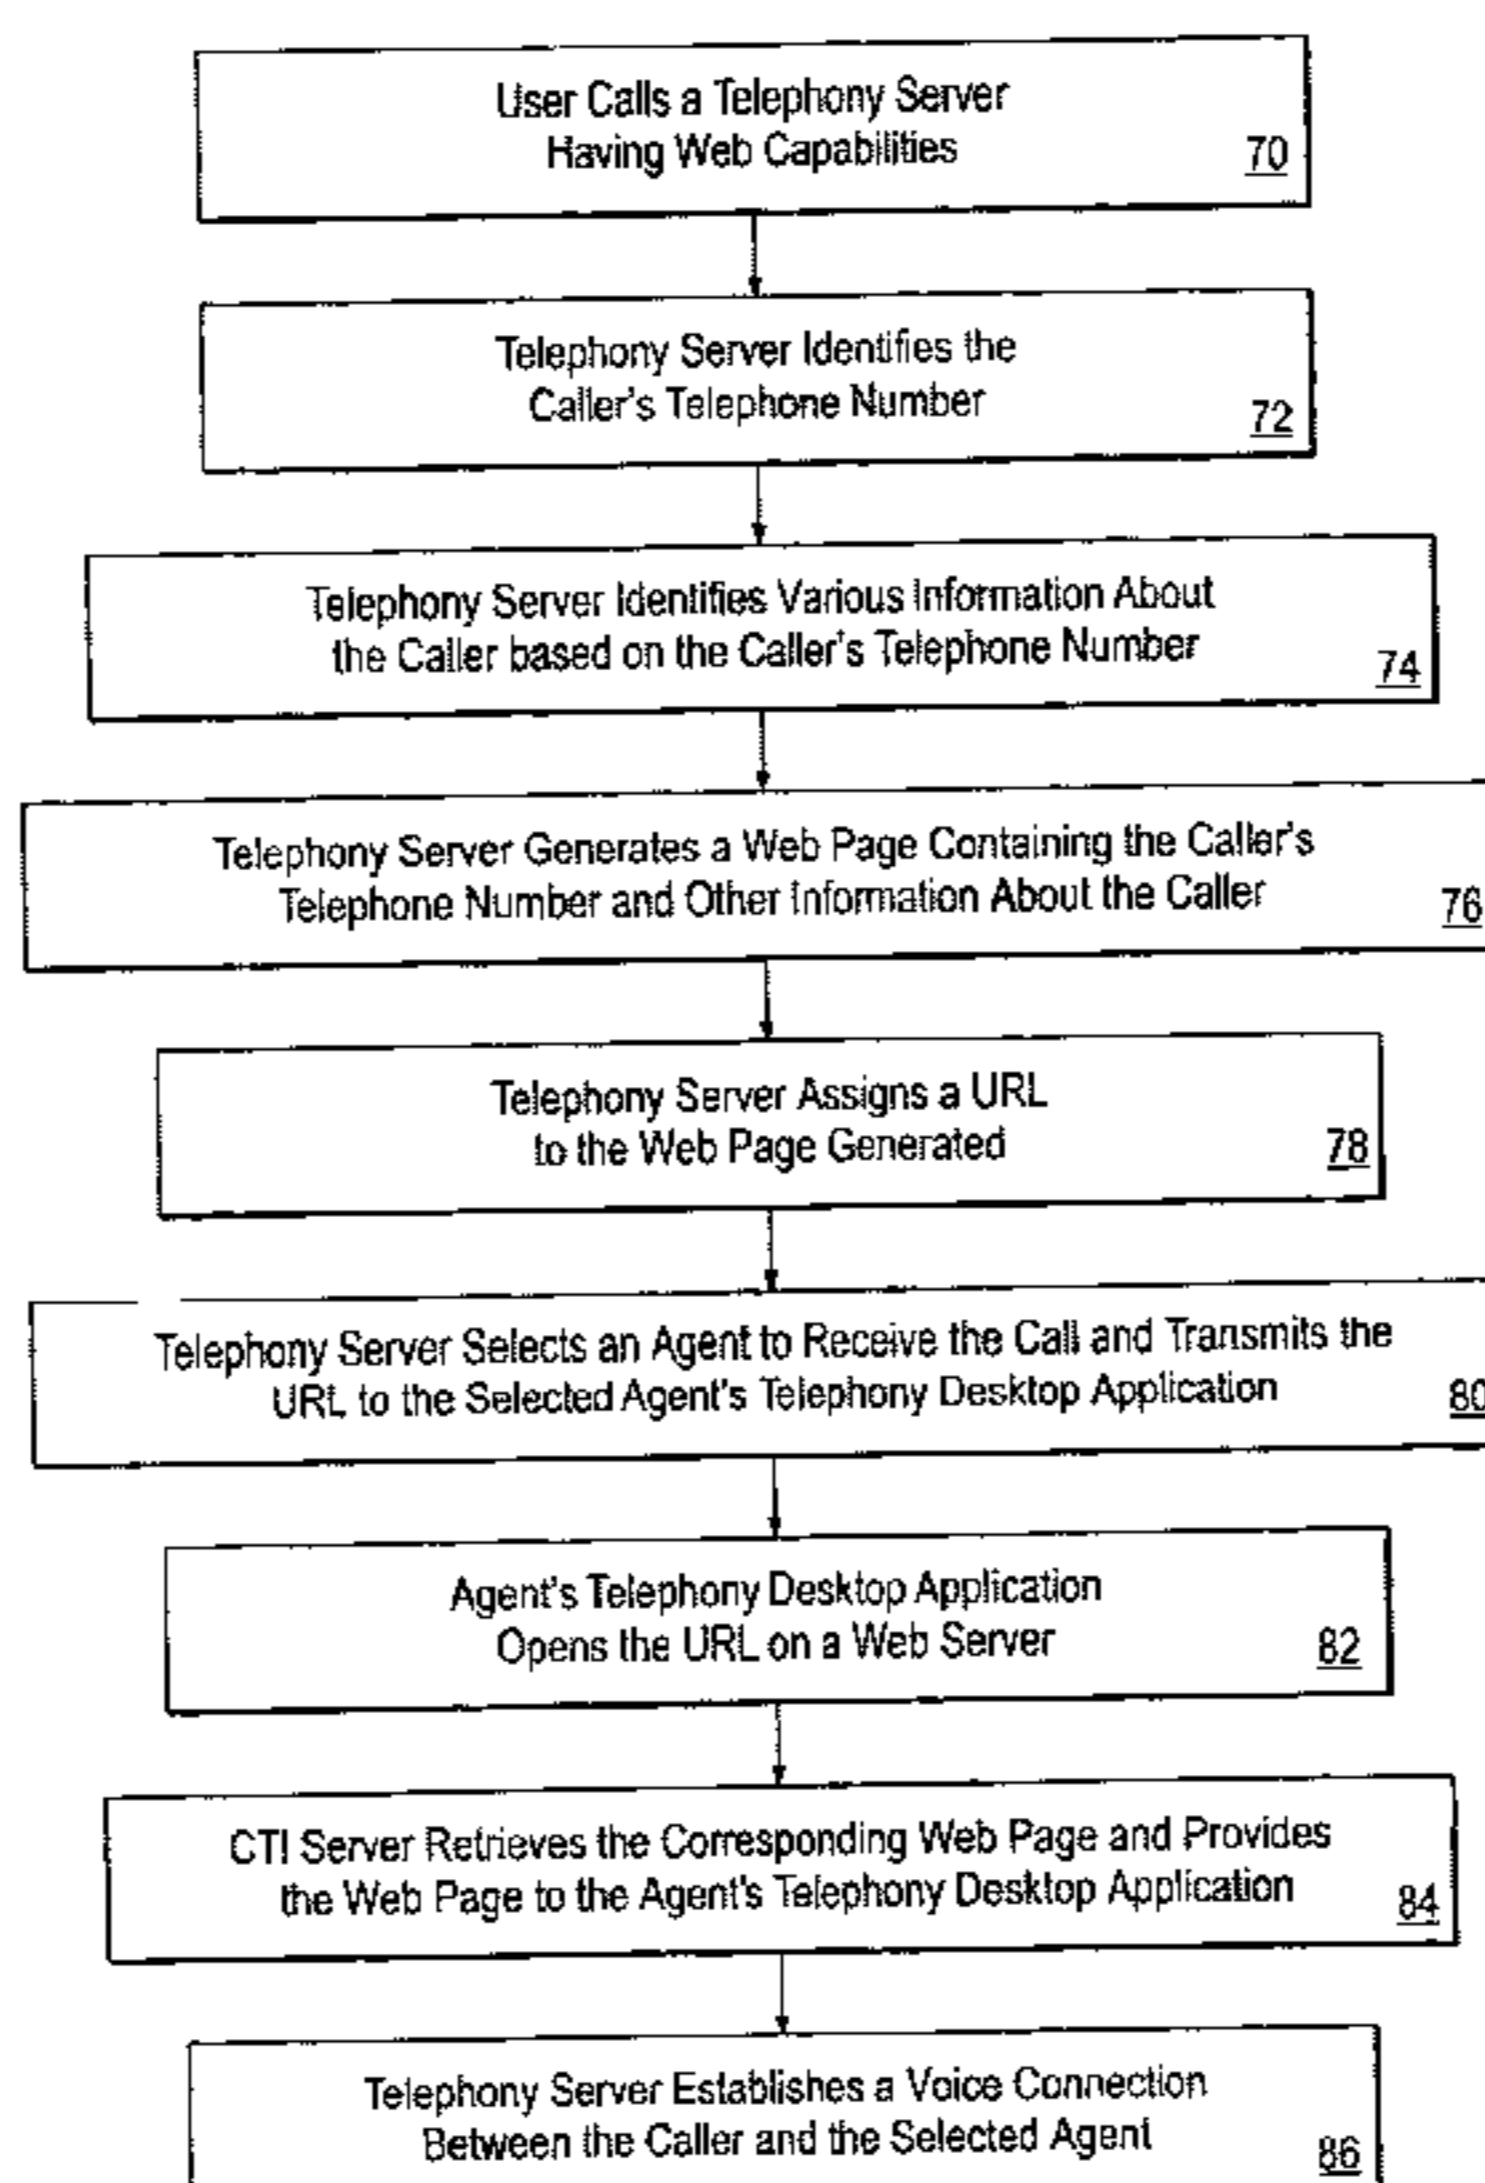 User Calls a Telephony Server
Having Web Capabilities
70
Telephony Server Identifies the
Caller's Telephone Number
72
Telephony Server Identifies Various Information About
the Caller based on the Caller's Telephone Number
74
Telephony Server Generates a Web Page Containing the Caller's
Telephone Number and Other Information About the Caller
76
Telephony Server Assigns a URL
to the Web Page Generated
78
Telephony Server Selects an Agent to Receive the Call and Transmits the
URL to the Selected Agent's Telephony Desktop Application
80
Agent's Telephony Desktop Application
Opens the URL on a Web Server
82
CTI Server Retrieves the Corresponding Web Page and Provides
the Web Page to the Agent's Telephony Desktop Application
84
Telephony Server Establishes a Voice Connection
Between the Caller and the Selected Agent
86